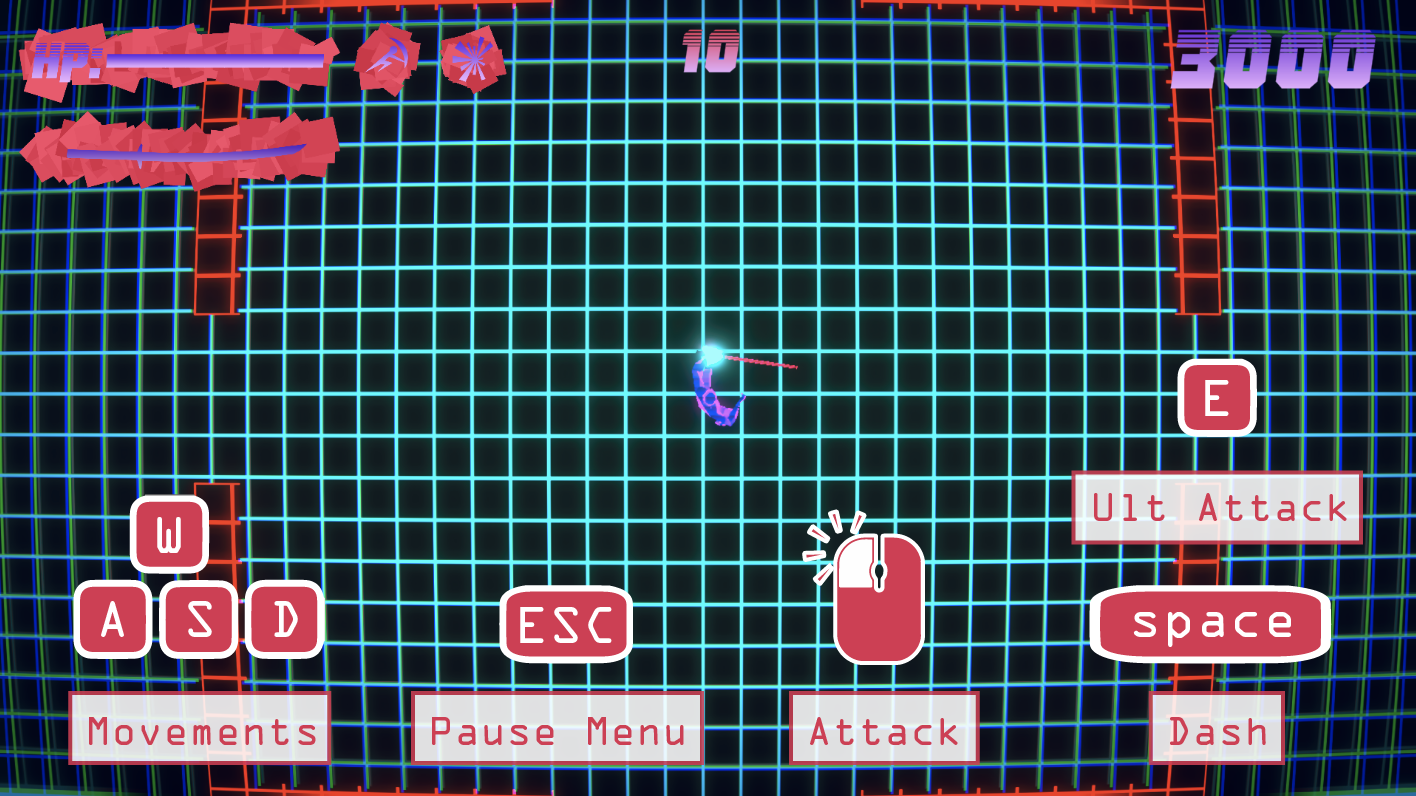 HP:
10
3000
E
Ult Attack
W
A S D
ESC
space
Movements
Pause Menu
Attack
Dash